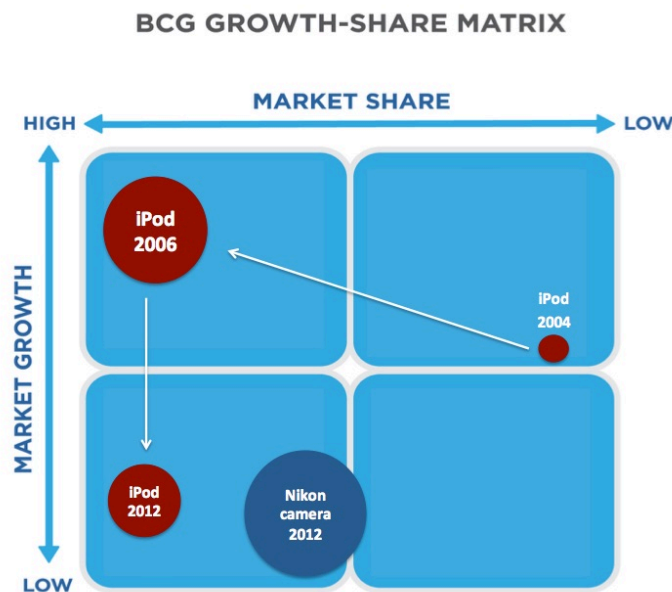 BCG GROWTH-SHARE MATRIX
MARKET SHARE
HIGH
LOW
MARKET GROWTH
iPod
2006
iPod
2004
iPod
2012
Nikon
camera
2012
LOW